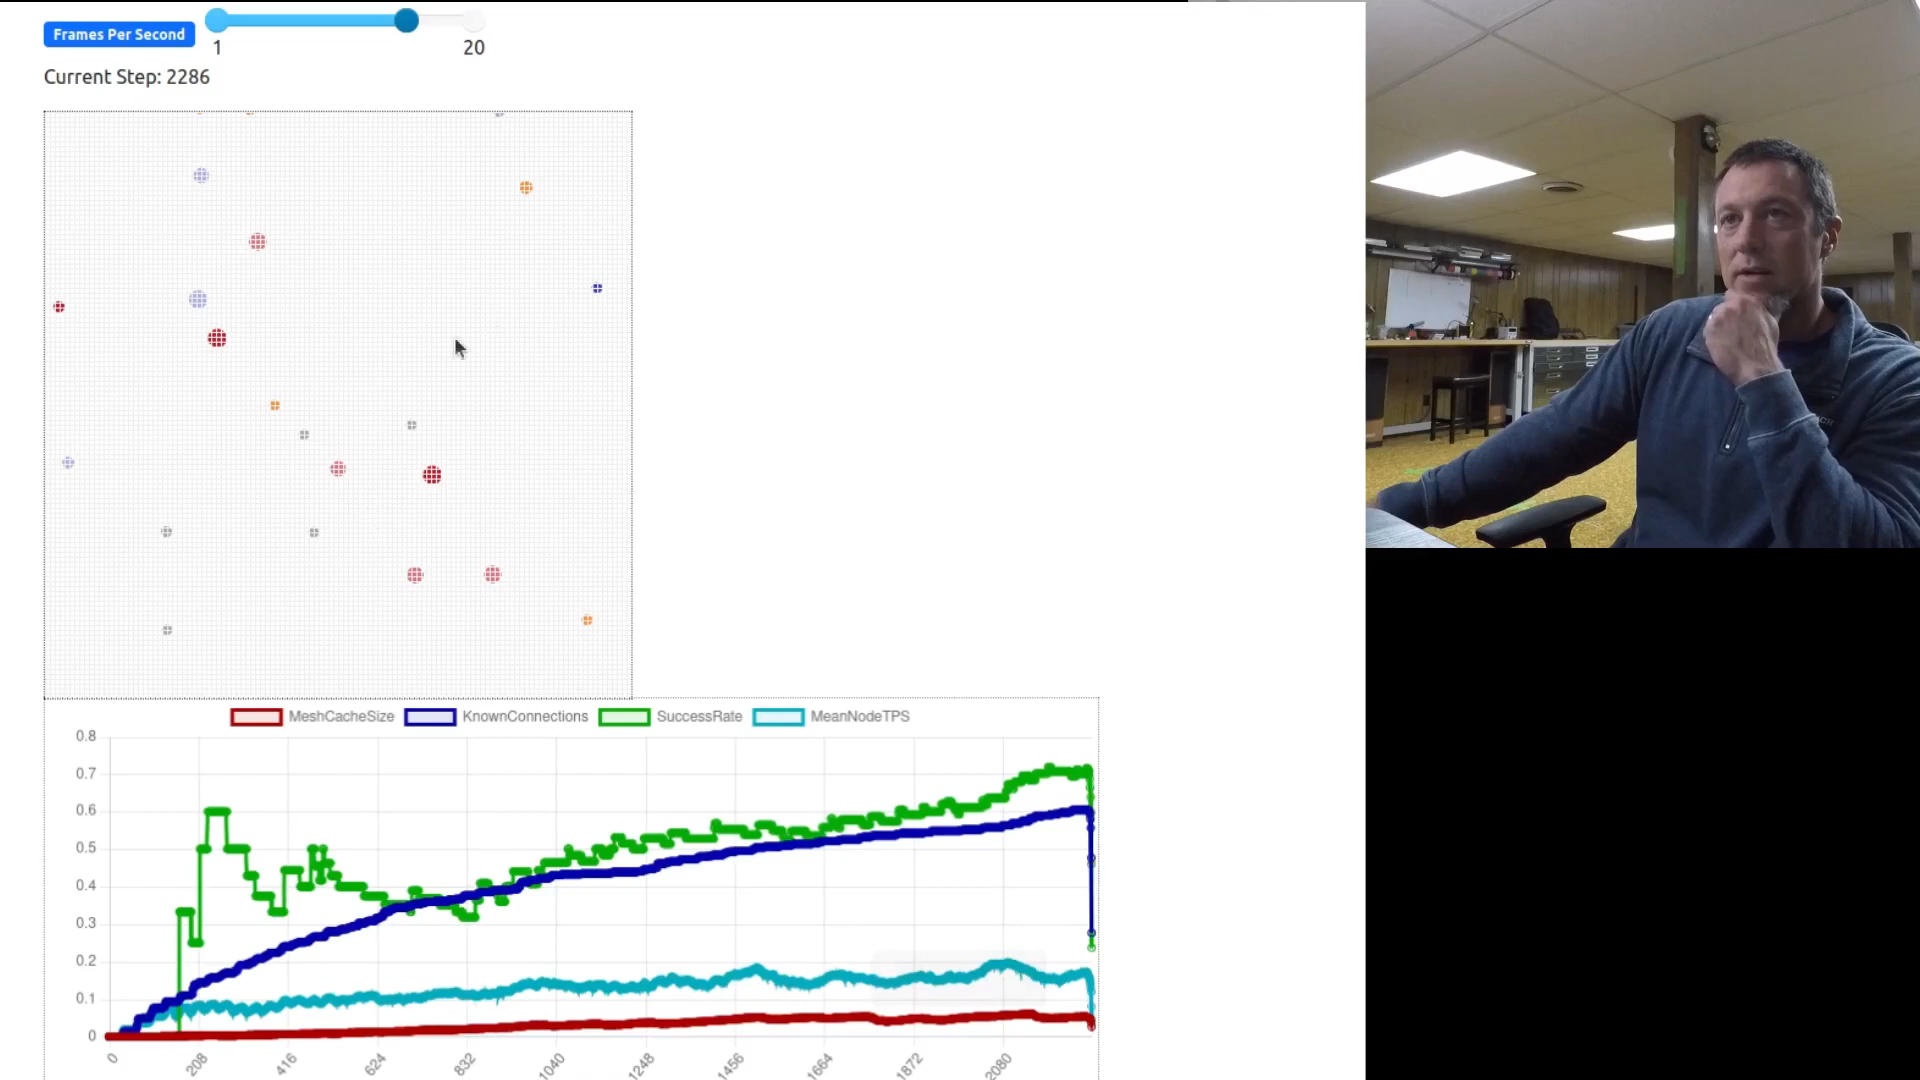 Frames Per Second
1 20
Current Step: 2286
MeshCacheSize KnownConnections SuccessRate MeanNodeTPS
0.8
0.7
0.6
0.5
0.4
0.3
0.2
0.1
0
0 208 416 624 832 1040 1248 1456 1664 1872 2080